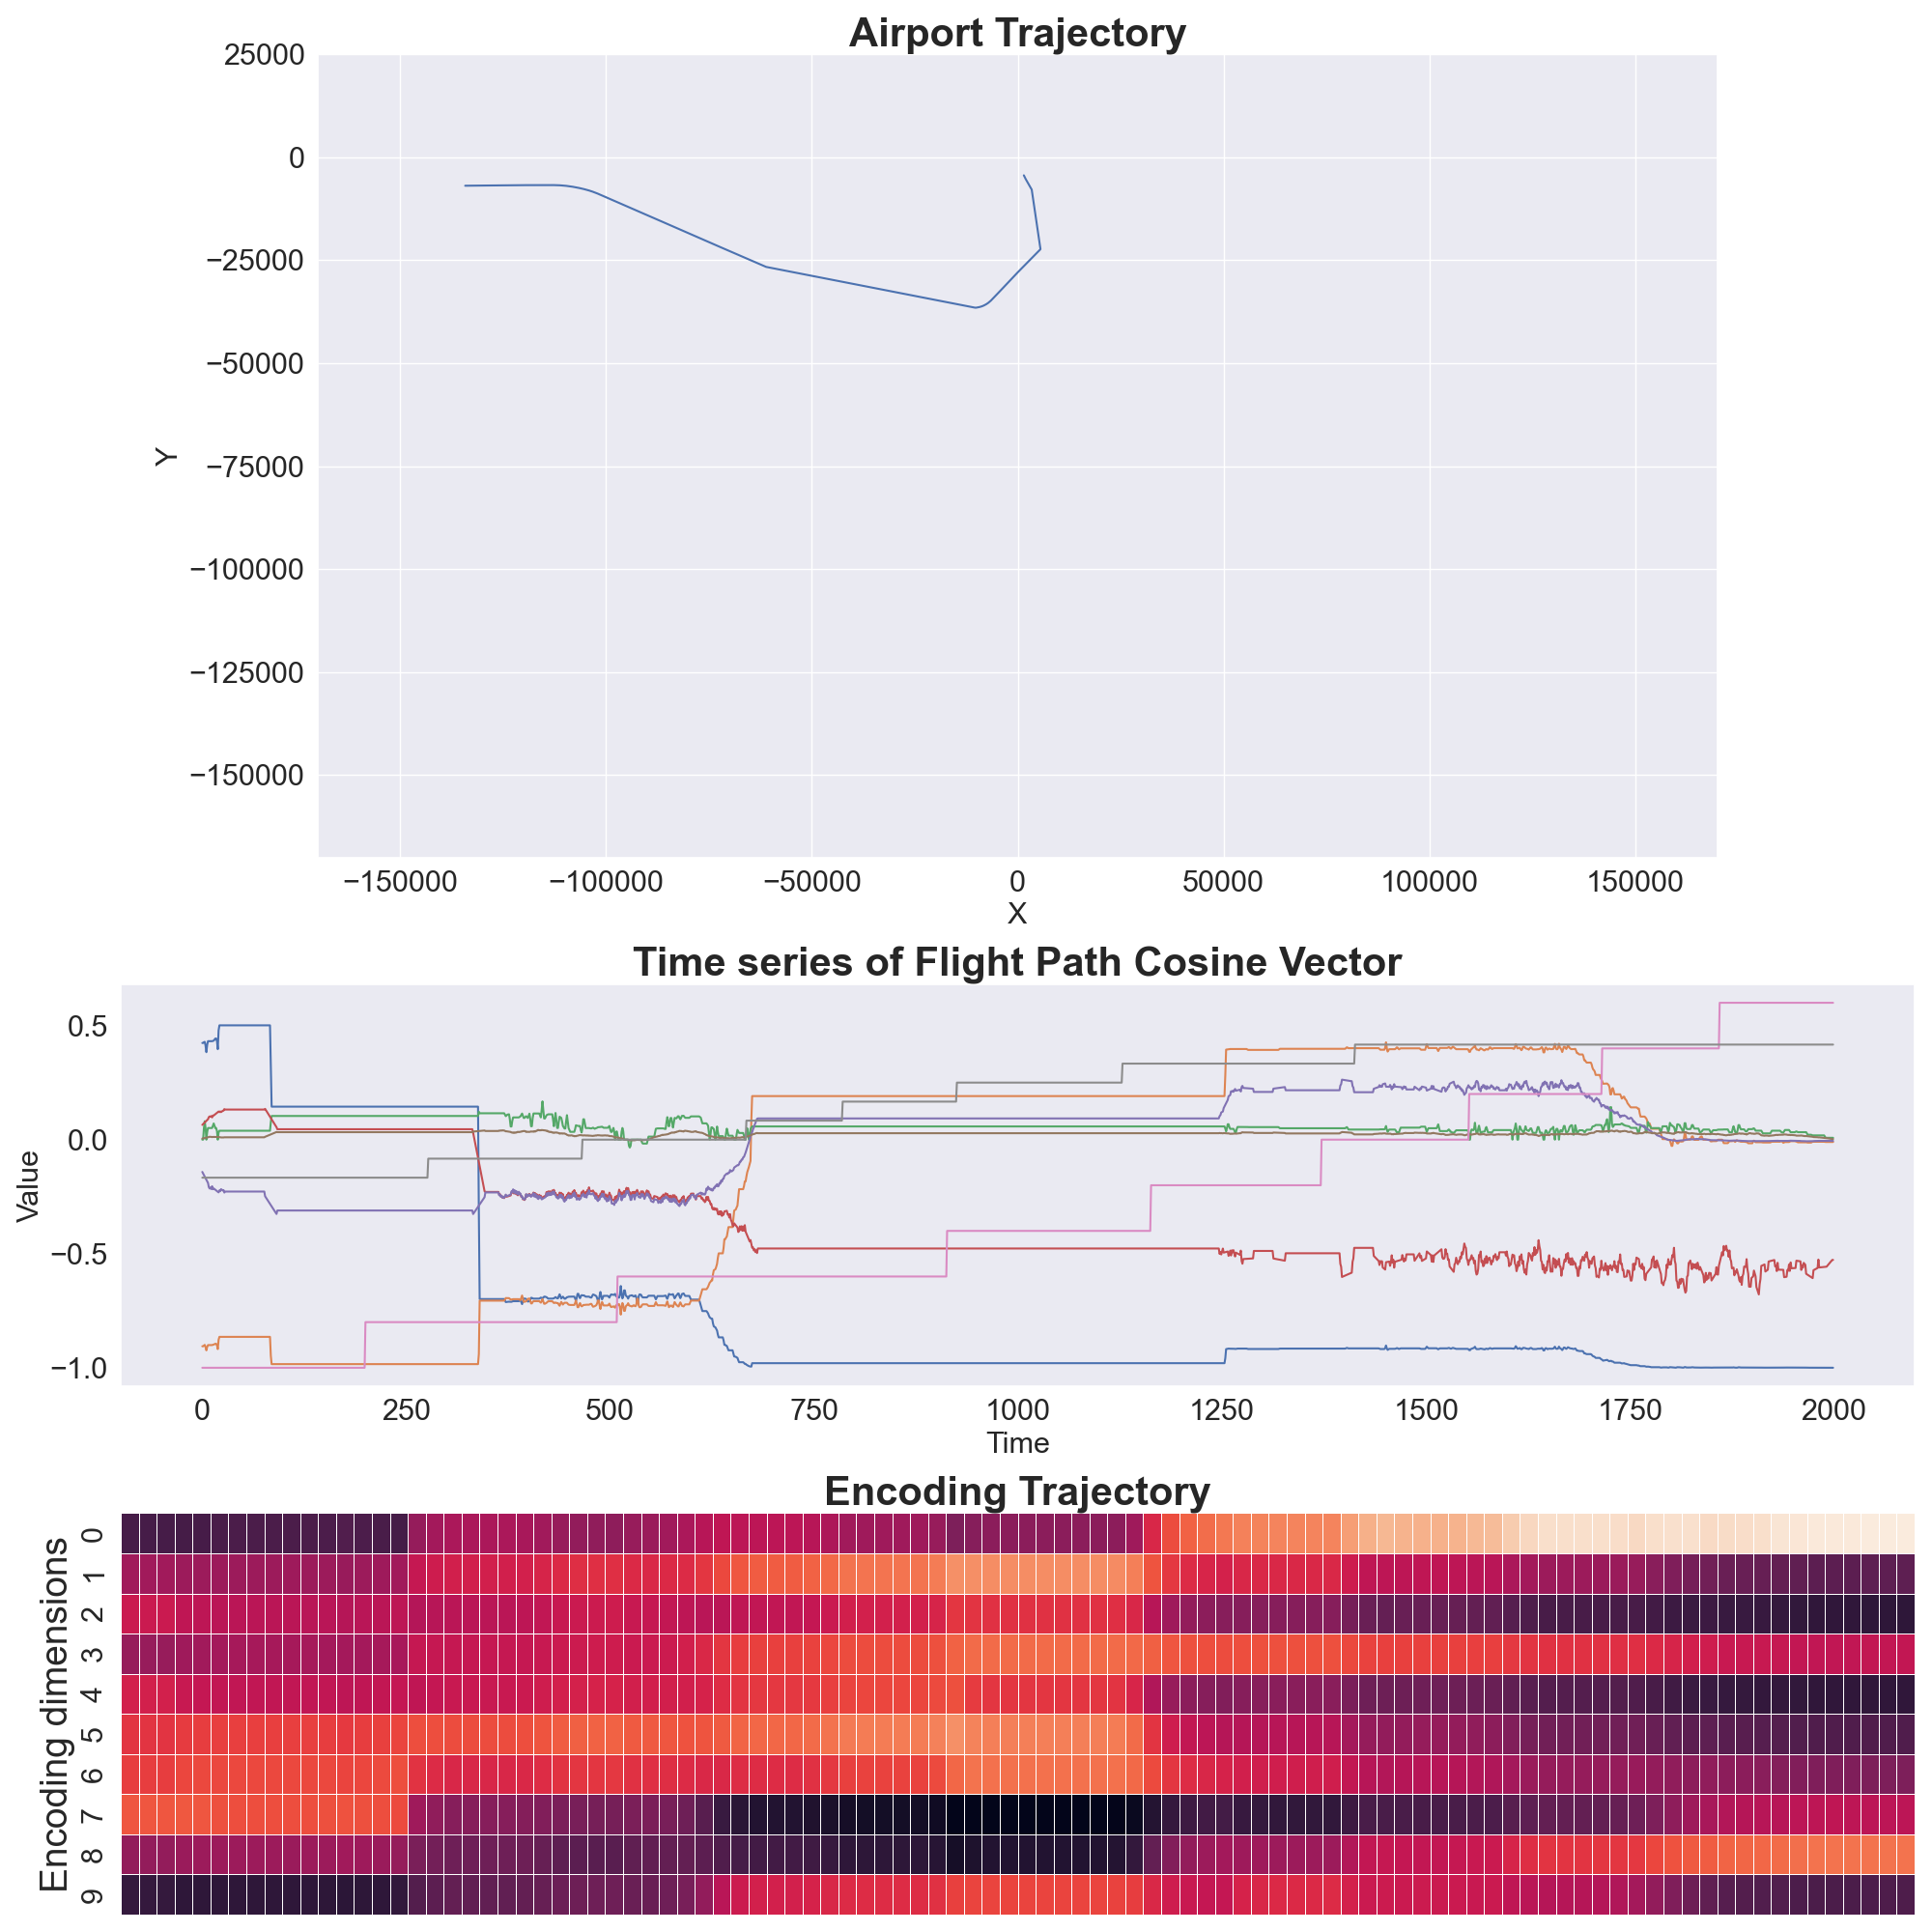 Airport Trajectory
25000
0
−25000
−50000
−75000
−100000
−125000
−150000
Y
−150000 −100000 −50000 0 50000 100000 150000
X
Time series of Flight Path Cosine Vector
0.5
0.0
−0.5
−1.0
Value
0 250 500 750 1000 1250 1500 1750 2000
Time
Encoding Trajectory
Encoding dimensions
0
1
2
3
4
5
6
7
8
9